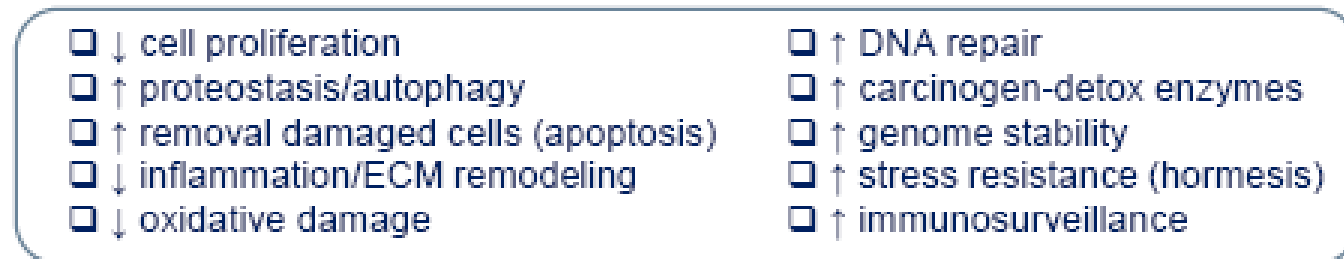 ❑ ↓ cell proliferation
❑ ↑ proteostasis/autophagy
❑ ↑ removal damaged cells (apoptosis)
❑ ↓ inflammation/ECM remodeling
❑ ↓ oxidative damage
❑ ↑ DNA repair
❑ ↑ carcinogen-detox enzymes
❑ ↑ genome stability
❑ ↑ stress resistance (hormesis)
❑ ↑ immunosurveillance